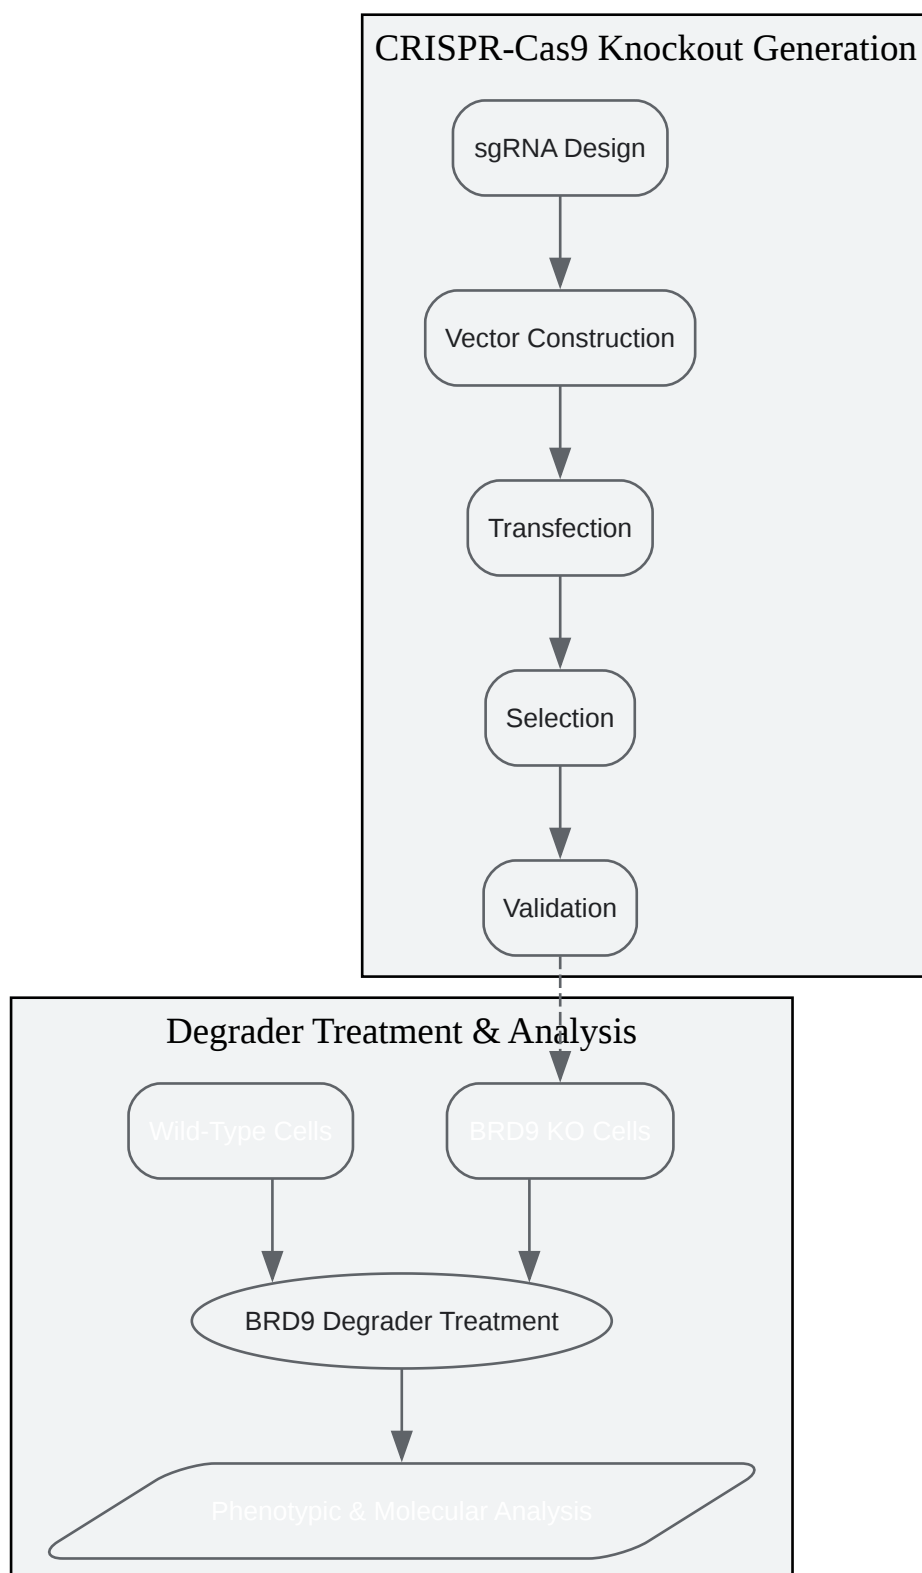 CRISPR-Cas9 Knockout Generation
sgRNA Design
Vector Construction
Transfection
Selection
Validation
Degrader Treatment & Analysis
Wild-Type Cells
BRD9 KO Cells
BRD9 Degrader Treatment
Phenotypic & Molecular Analysis